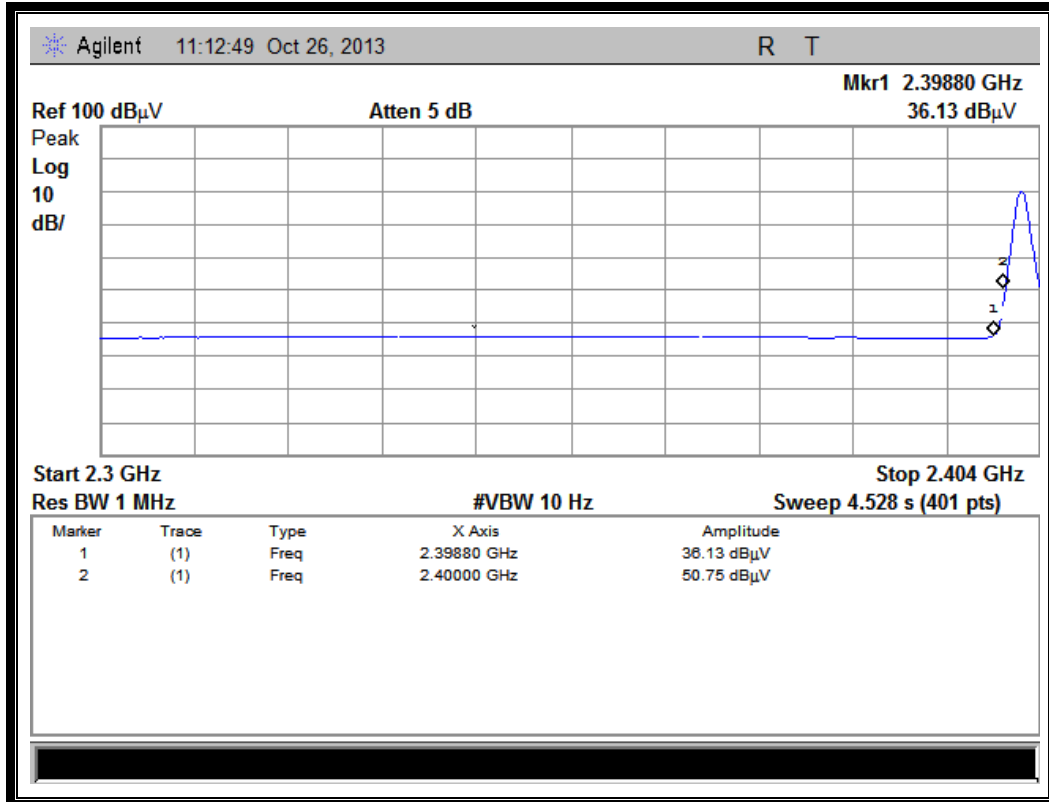 Agilent 11:12:49 Oct 26, 2013 R T
Mkr1 2.39880 GHz
Ref 100 dBµV Atten 5 dB 36.13 dBµV
Peak
Log
10
dB/
2
1
Start 2.3 GHz Stop 2.404 GHz
Res BW 1 MHz #VBW 10 Hz Sweep 4.528 s (401 pts)
Marker Trace Type X Axis Amplitude
1 (1) Freq 2.39880 GHz 36.13 dBµV
2 (1) Freq 2.40000 GHz 50.75 dBµV